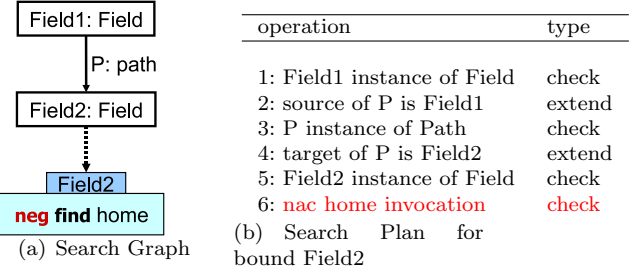 Field1: Field
P: path
Field2: Field
Field2
neg find home
(a) Search Graph
operation type
1: Field1 instance of Field check
2: source of P is Field1 extend
3: P instance of Path check
4: target of P is Field2 extend
5: Field2 instance of Field check
6: nac home invocation check
(b) Search Plan for
bound Field2